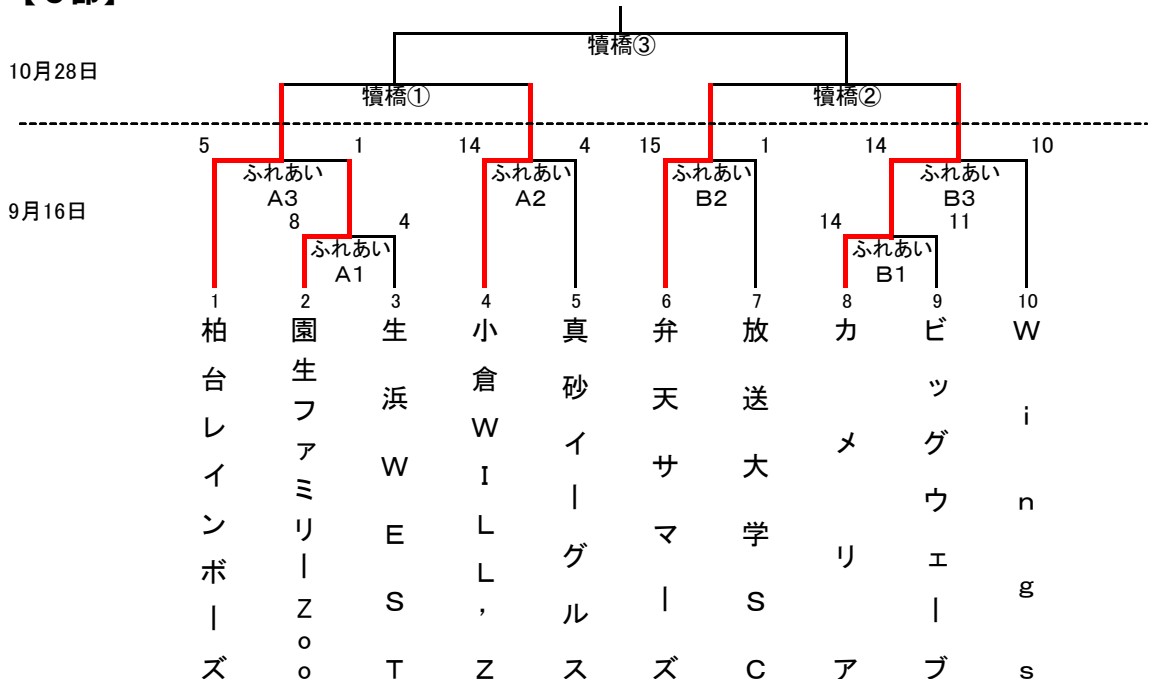 犢橋③
10月28日
犢橋① 犢橋②
5 1 14 4 15 1 14 10
ふれあい ふれあい ふれあい ふれあい
A3 A2 B2 B3
9月16日
8 4 14 11
ふれあい ふれあい
A1 B1
1 2 3 4 5 6 7 8 9 10
柏台レインボーズ
園生ファミリーZoo
生浜WEST
小倉WILL'Z
真砂イーグルス
弁天サマーズ
放送大学SC
カメリア
ビッグウェーブ
Wings